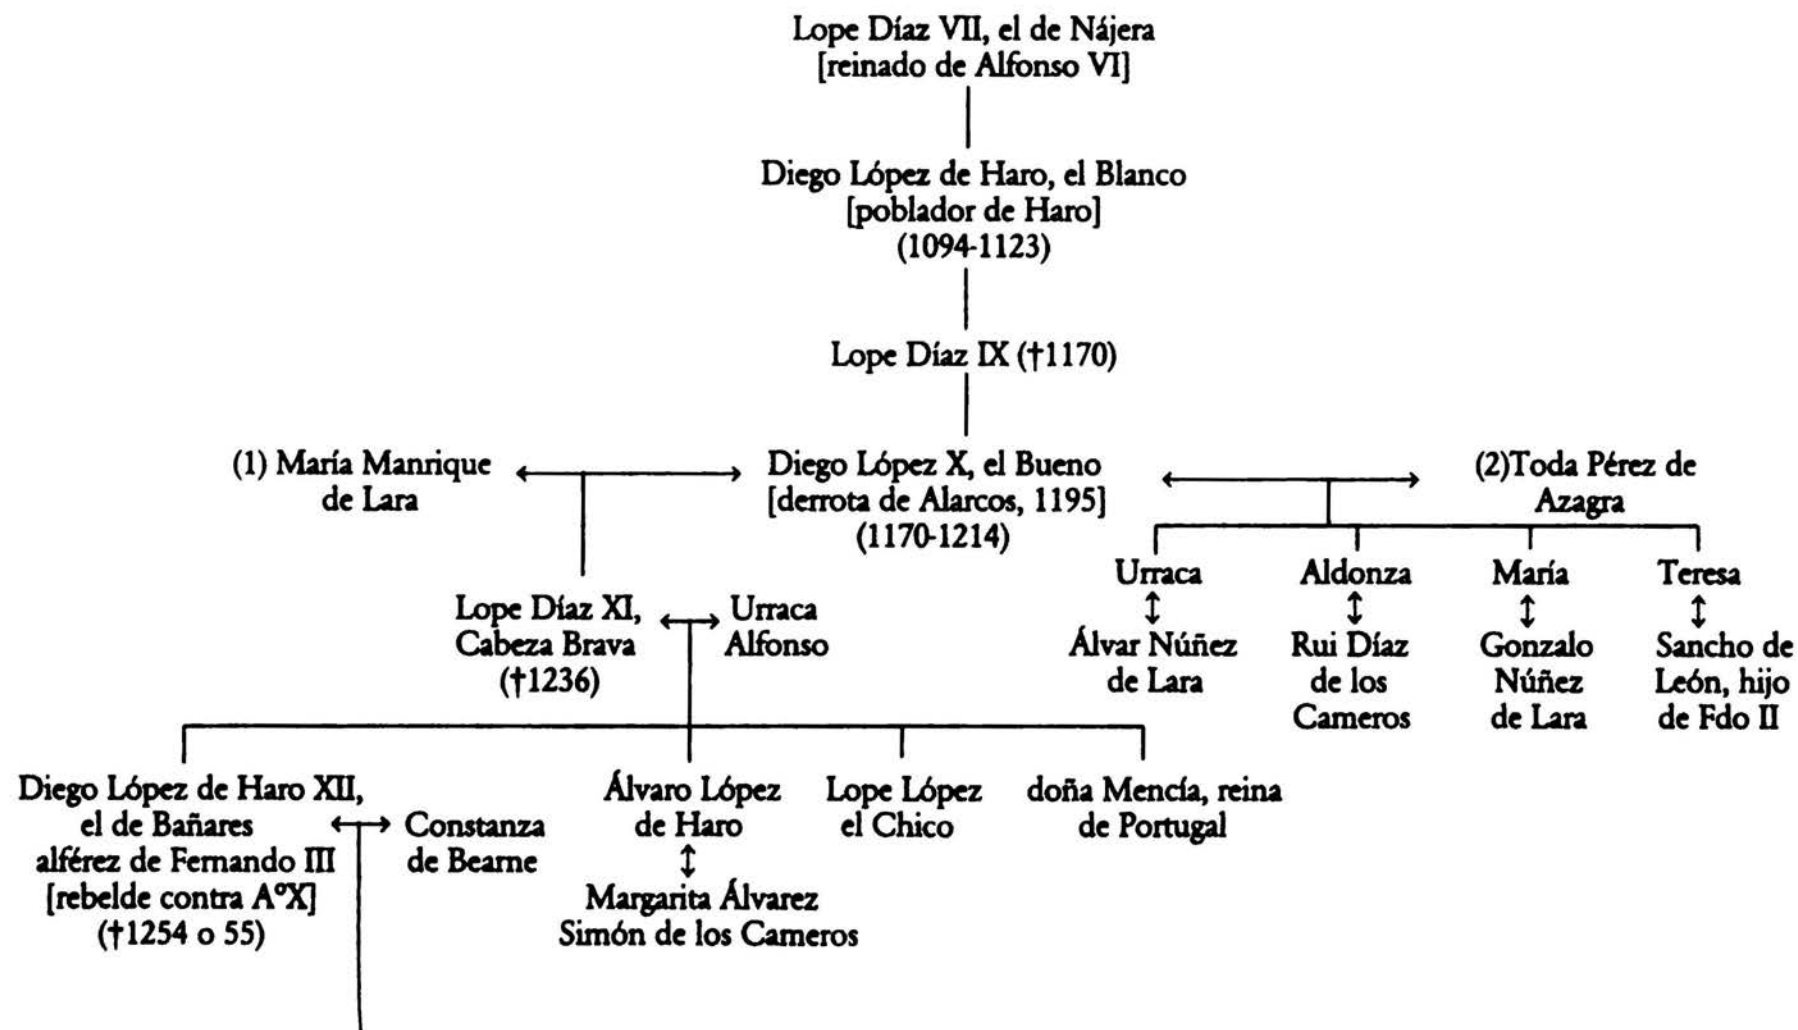 Lope Díaz VII, el de Nájera
[reinado de Alfonso VI]
Diego López de Haro, el Blanco
[poblador de Haro]
(1094-1123)
Lope Díaz IX (†1170)
(1) María Manrique
de Lara
Diego López X, el Bueno
[derrota de Alarcos, 1195]
(1170-1214)
(2)Toda Pérez de
Azagra
Urraca
Álvar Núñez
de Lara
Aldonza
Rui Díaz
de los
Cameros
María
Gonzalo
Núñez
de Lara
Teresa
Sancho de
León, hijo
de Fdo II
Lope Díaz XI,
Cabeza Brava
(†1236)
Urraca
Alfonso
Diego López de Haro XII,
el de Bañares
alférez de Fernando III
[rebelde contra AºX]
(†1254 o 55)
Constanza
de Bearne
Álvaro López
de Haro
Margarita Álvarez
Simón de los Cameros
Lope López
el Chico
doña Mencía, reina
de Portugal